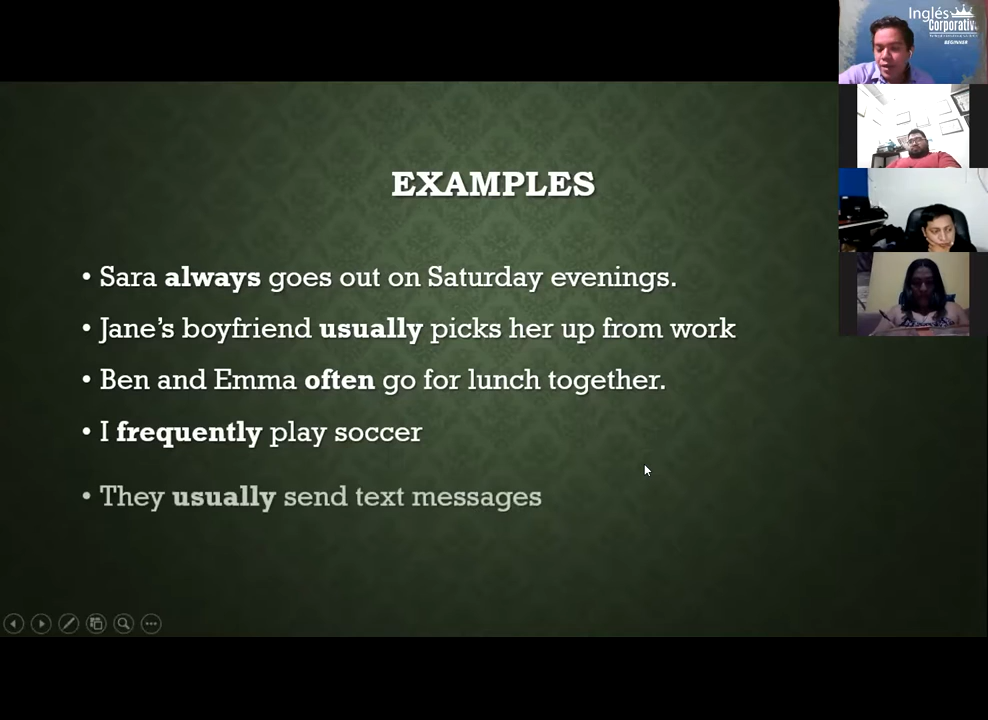 Inglés
Corporativ
BEGINNER
EXAMPLES
• Sara always goes out on Saturday evenings.
• Jane's boyfriend usually picks her up from work
• Ben and Emma often go for lunch together.
• I frequently play soccer
• They usually send text messages